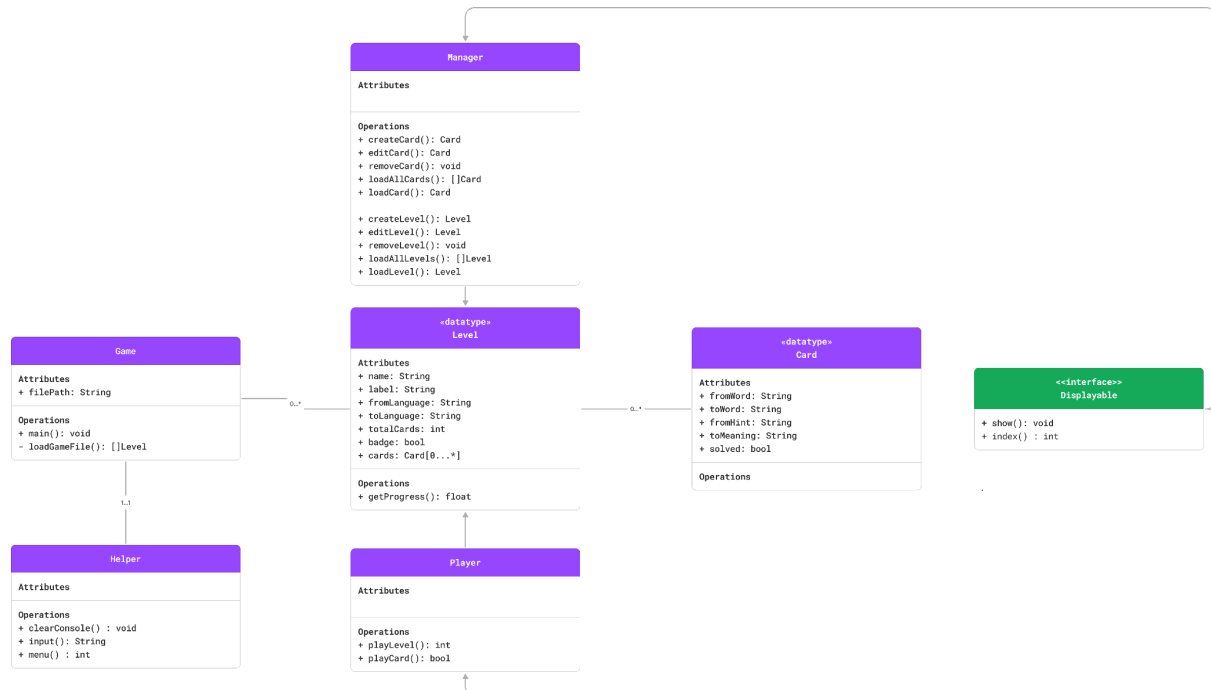 Manager
Attributes
Operations
+ createCard(): Card
+ editCard(): Card
+ removeCard(): void
+ loadAllCards(): []Card
+ loadCard(): Card
+ createLevel(): Level
+ editLevel(): Level
+ removeLevel(): void
+ loadAllLevels(): []Level
+ loadLevel(): Level
Game
Attributes
+ filePath: String
Operations
+ main(): void
- loadGameFile(): []Level
0...*
«datatype»
Level
Attributes
+ name: String
+ label: String
+ fromLanguage: String
+ toLanguage: String
+ totalCards: int
+ badge: bool
+ cards: Card[0...*]
Operations
+ getProgress(): float
0...*
«datatype»
Card
Attributes
+ fromWord: String
+ toWord: String
+ fromHint: String
+ toMeaning: String
+ solved: bool
Operations
<<interface>>
Displayable
+ show(): void
+ index() : int
1...1
Helper
Attributes
Operations
+ clearConsole() : void
+ input(): String
+ menu() : int
Player
Attributes
Operations
+ playLevel(): int
+ playCard(): bool